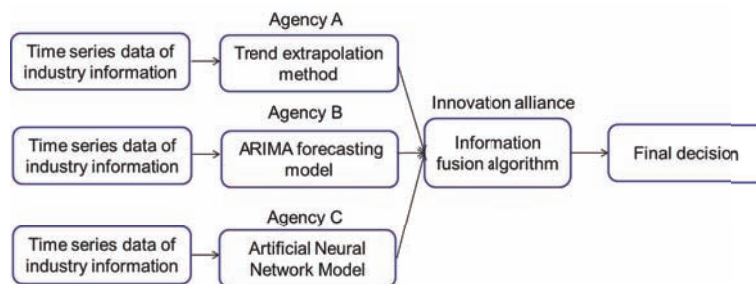 Agency A
Time series data of
industry information
Trend extrapolation
method
Agency B
Time series data of
industry information
ARIMA forecasting
model
Innovation alliance
Information
fusion algorithm
Final decision
Agency C
Time series data of
industry information
Artificial Neural
Network Model